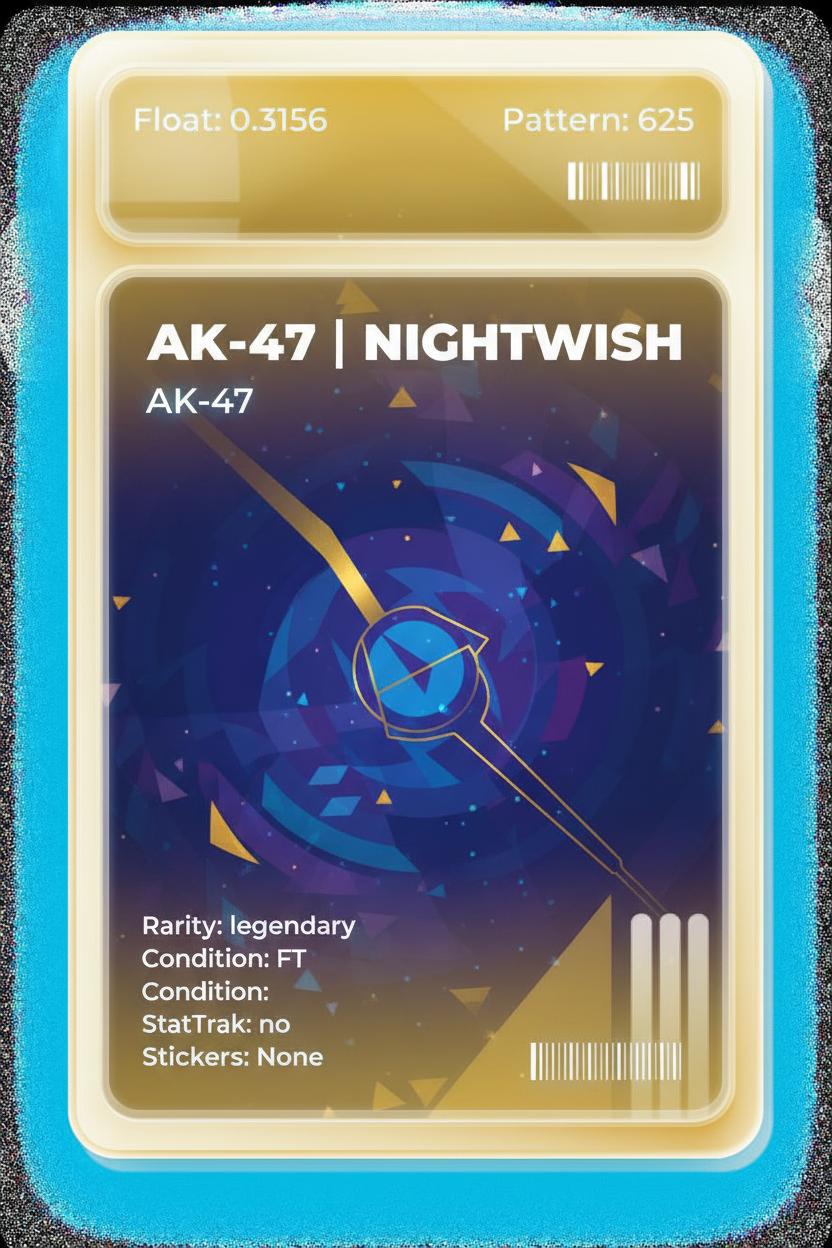 Float: 0.3156
Pattern: 625
AK-47 | NIGHTWISH
AK-47
Rarity: legendary
Condition: FT
Condition:
StatTrak: no
Stickers: None